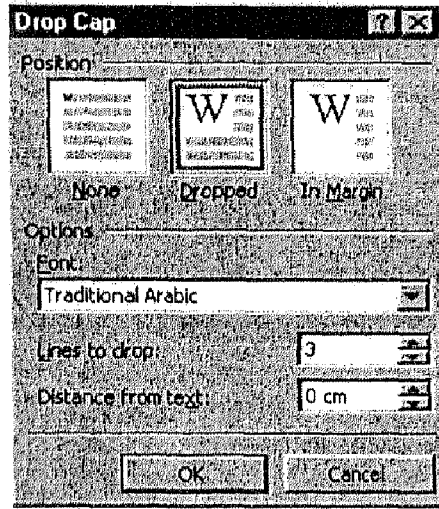 Drop Cap
Position
W W W
None Dropped In Margin
Options
Font:
Traditional Arabic
Lines to drop: 3
Distance from text: 0 cm
OK Cancel